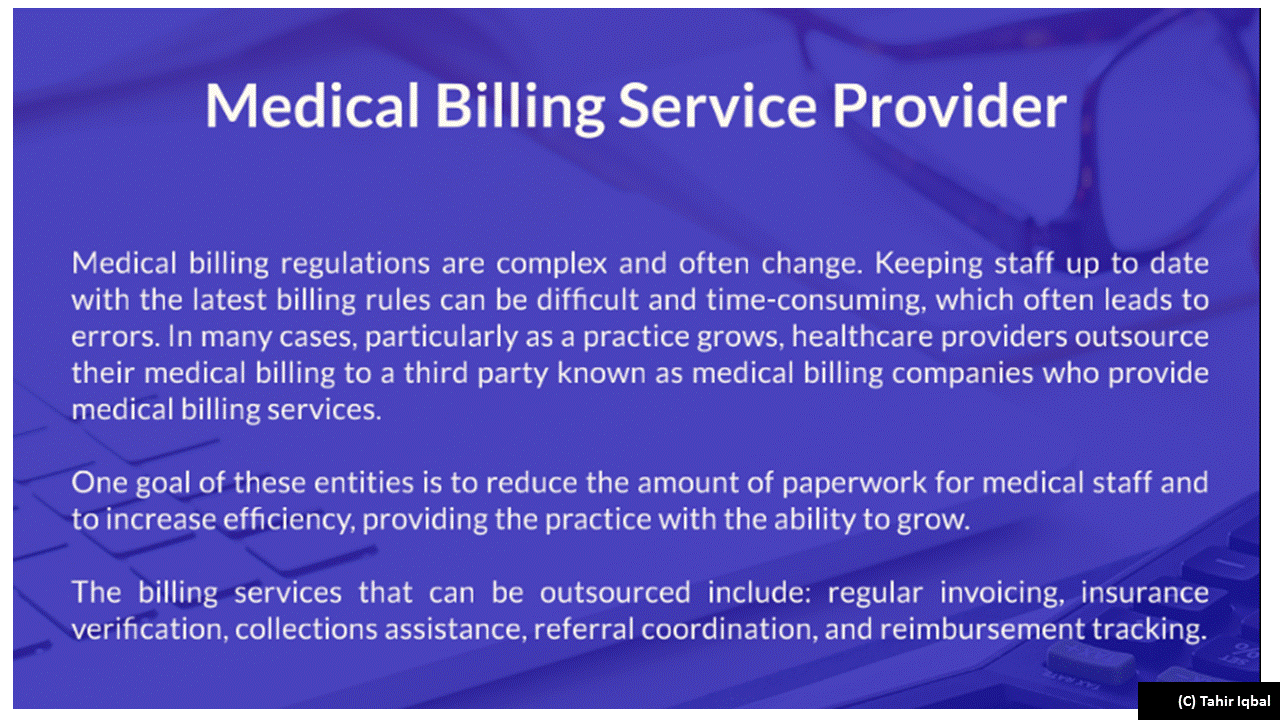 Medical Billing Service Provider
Medical billing regulations are complex and often change. Keeping staff up to date
with the latest billing rules can be difficult and time-consuming, which often leads to
errors. In many cases, particularly as a practice grows, healthcare providers outsource
their medical billing to a third party known as medical billing companies who provide
medical billing services.
One goal of these entities is to reduce the amount of paperwork for medical staff and
to increase efficiency, providing the practice with the ability to grow.
The billing services that can be outsourced include: regular invoicing, insurance
verification, collections assistance, referral coordination, and reimbursement tracking.
SET
%
TAX RATE
(C) Tahir Iqbal